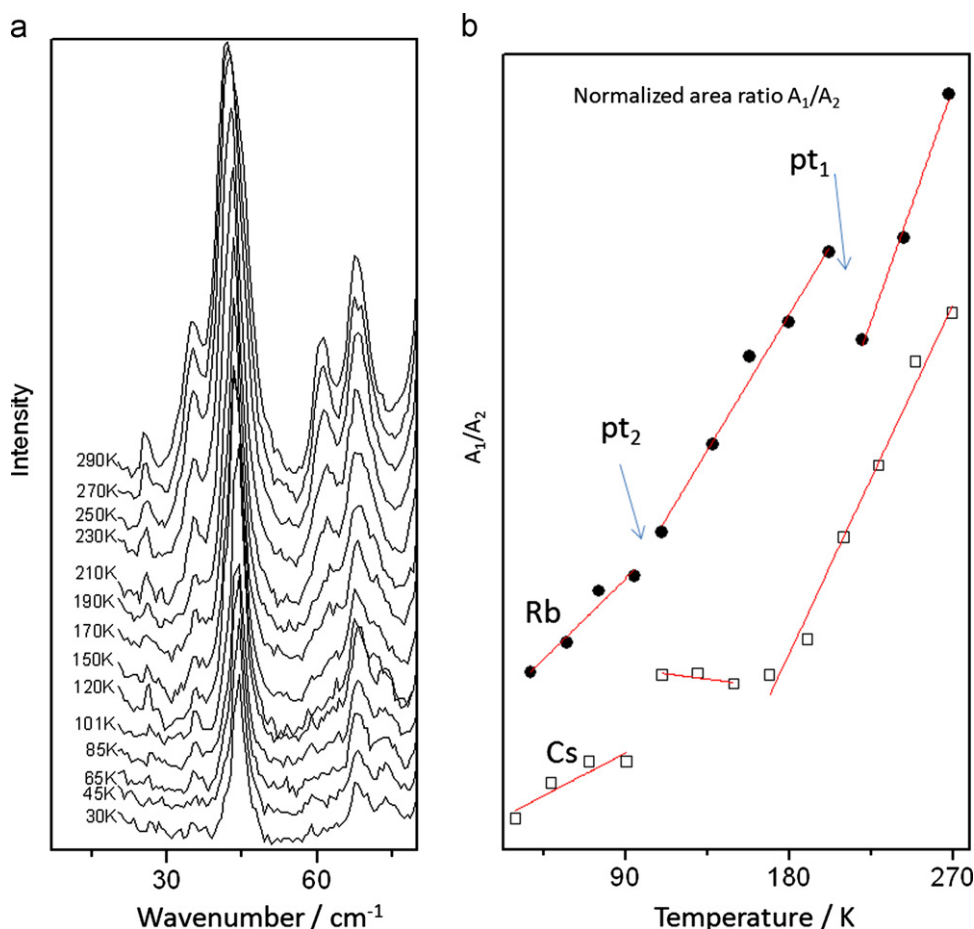 a
Intensity
290K
270K
250K
230K
210K
190K
170K
150K
120K
101K
85K
65K
45K
30K
30
60
Wavenumber / cm⁻¹
b
Normalized area ratio A₁/A₂
pt₁
pt₂
Rb
Cs
A₁/A₂
90
180
270
Temperature / K